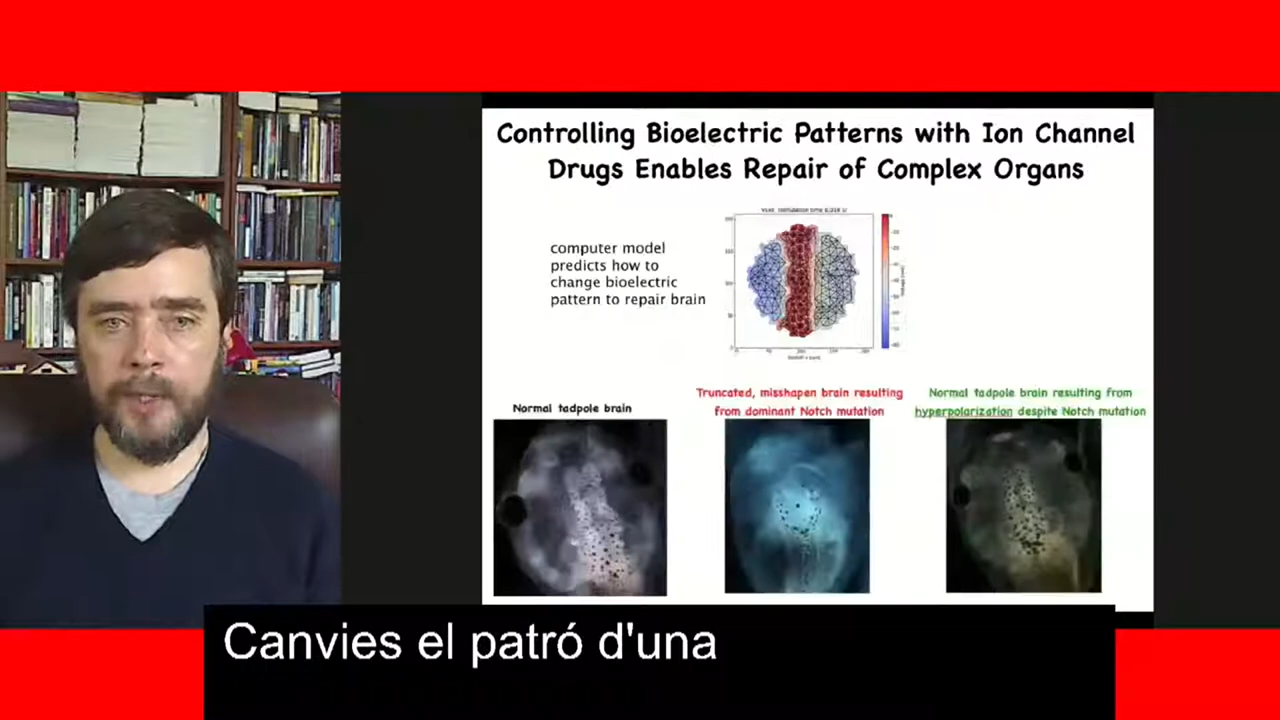 Controlling Bioelectric Patterns with Ion Channel
Drugs Enables Repair of Complex Organs
computer model
predicts how to
change bioelectric
pattern to repair brain
Normal tadpole brain
Truncated, misshapen brain resulting
from dominant Notch mutation
Normal tadpole brain resulting from
hyperpolarization despite Notch mutation
Canvies el patró d'una